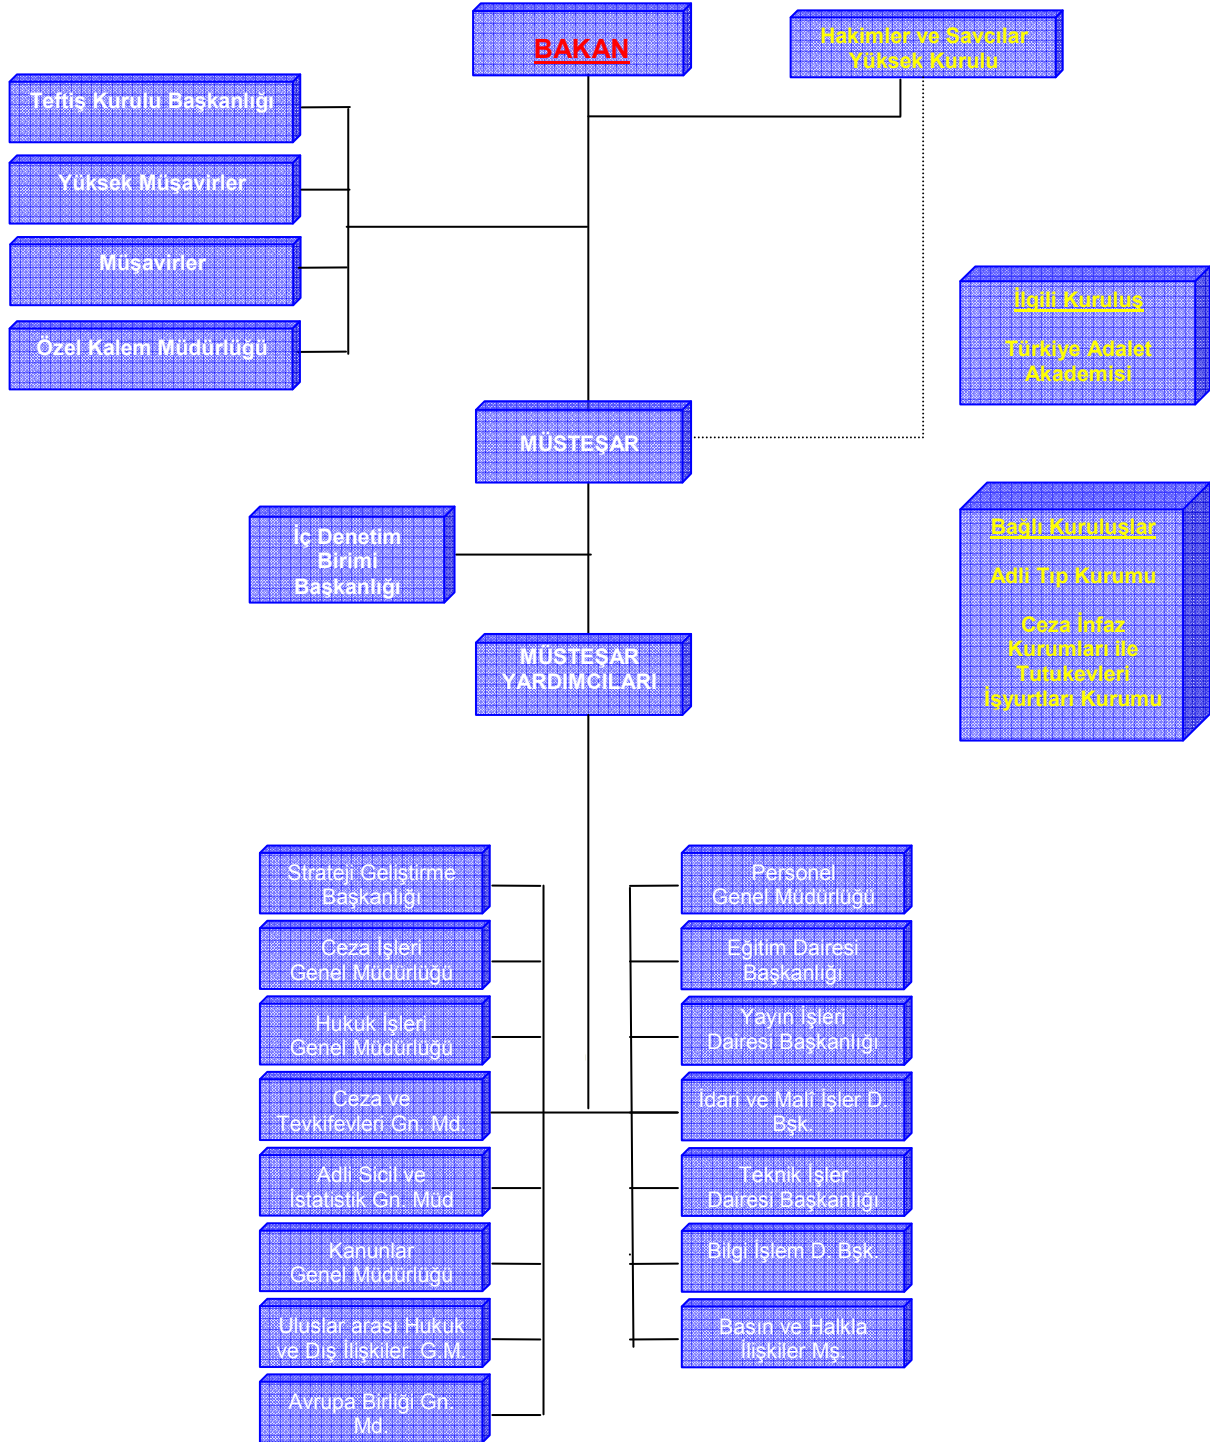 BAKAN
Hakimler ve Savcılar
Yüksek Kurulu
Teftiş Kurulu Başkanlığı
Yüksek Müşavirler
Müşavirler
Özel Kalem Müdürlüğü
İlgili Kuruluş
Türkiye Adalet
Akademisi
MÜSTEŞAR
İç Denetim
Birimi
Başkanlığı
Bağlı Kuruluşlar
Adli Tıp Kurumu
Ceza İnfaz
Kurumları ile
Tutukevleri
İşyurtları Kurumu
MÜSTEŞAR
YARDIMCILARI
Strateji Geliştirme
Başkanlığı
Ceza İşleri
Genel Müdürlüğü
Hukuk İşleri
Genel Müdürlüğü
Ceza ve
Tevkifevleri Gn. Md.
Adli Sicil ve
İstatistik Gn. Müd
Kanunlar
Genel Müdürlüğü
Uluslar arası Hukuk
ve Dış İlişkiler  G.M.
Avrupa Birliği Gn.
Md.
Personel
Genel Müdürlüğü
Eğitim Dairesi
Başkanlığı
Yayın İşleri
Dairesi Başkanlığı
İdari ve Mali İşler D.
Bşk.
Teknik İşler
Dairesi Başkanlığı
Bilgi İşlem D. Bşk.
Basın ve Halkla
İlişkiler Mş.